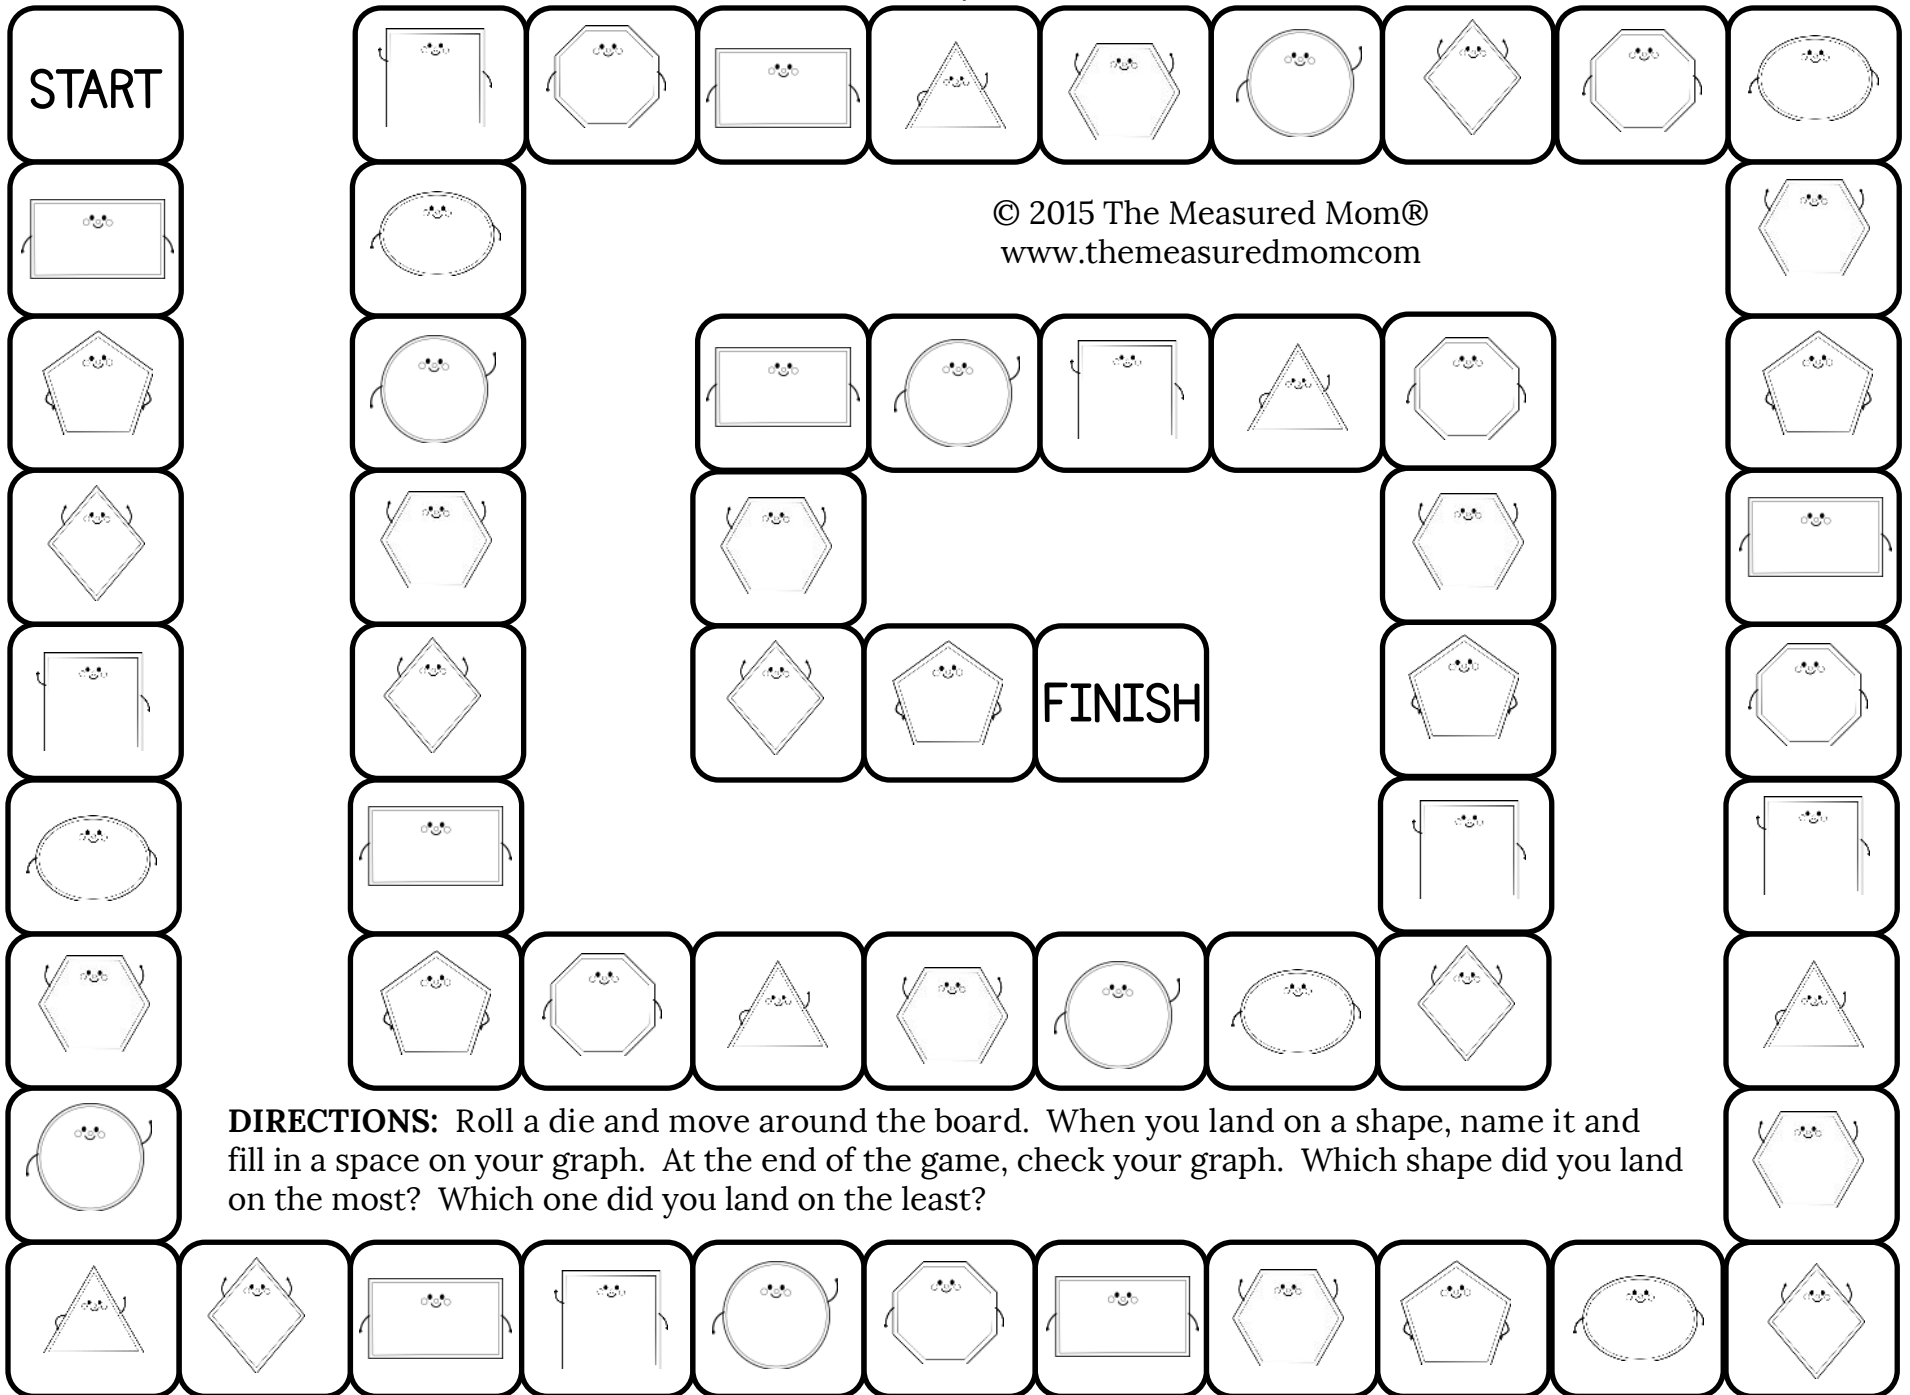 START
© 2015 The Measured Mom®
www.themeasuredmomcom
FINISH
DIRECTIONS: Roll a die and move around the board. When you land on a shape, name it and
fill in a space on your graph. At the end of the game, check your graph. Which shape did you land
on the most? Which one did you land on the least?